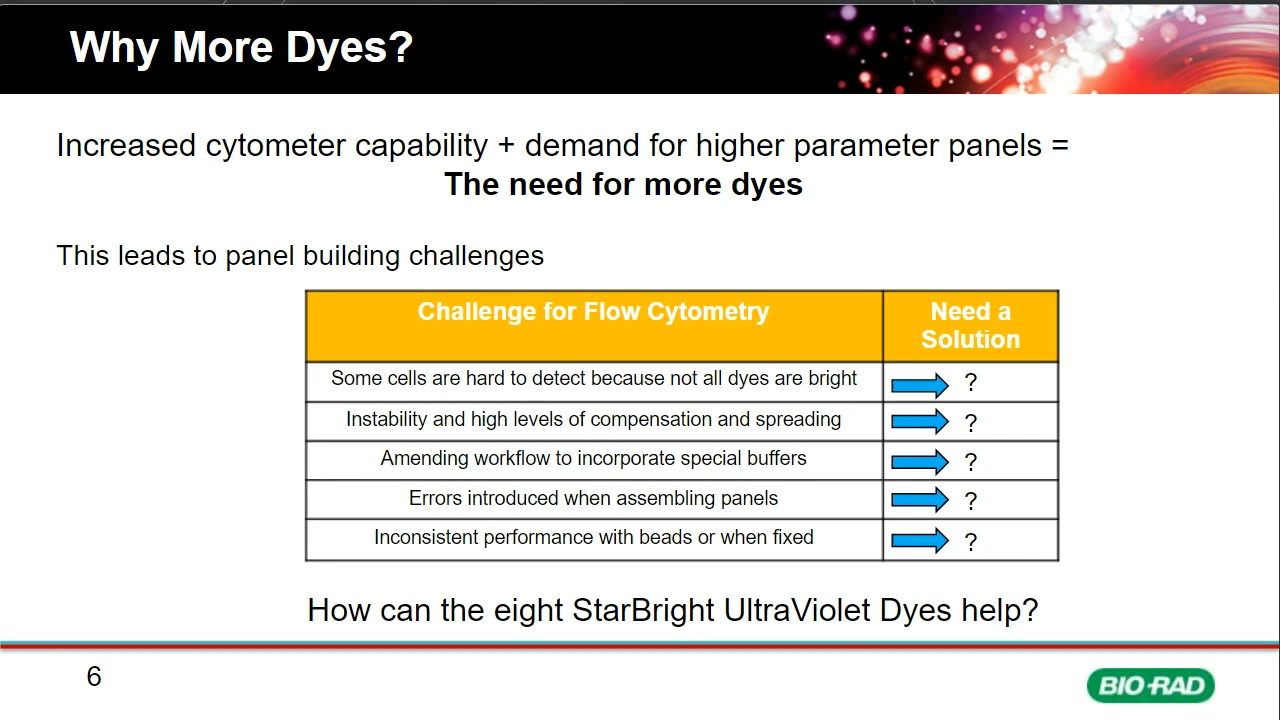 Why More Dyes?
Increased cytometer capability + demand for higher parameter panels =
The need for more dyes
This leads to panel building challenges
Challenge for Flow Cytometry
Need a
Solution
Some cells are hard to detect because not all dyes are bright
?
Instability and high levels of compensation and spreading
?
Amending workflow to incorporate special buffers
?
Errors introduced when assembling panels
?
Inconsistent performance with beads or when fixed
?
How can the eight StarBright UltraViolet Dyes help?
6
BIO-RAD